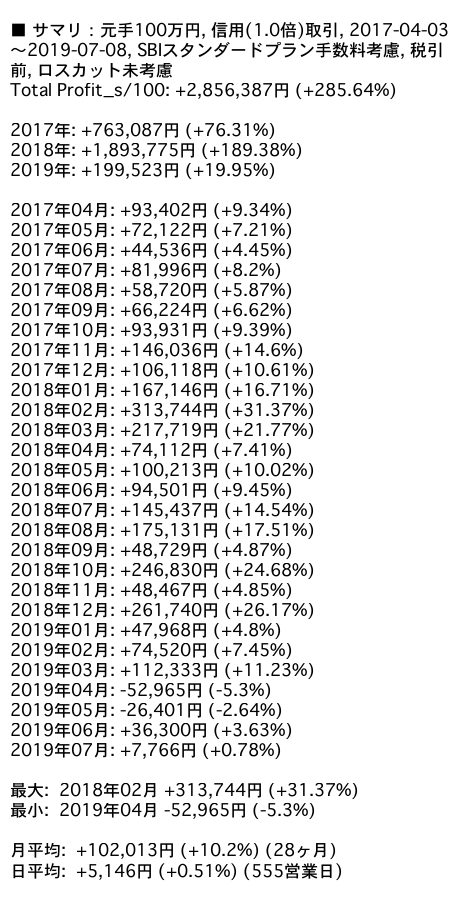 ■ サマリ：元手100万円, 信用(1.0倍)取引, 2017-04-03
〜2019-07-08, SBIスタンダードプラン手数料考慮, 税引
前, ロスカット未考慮
Total Profit_s/100: +2,856,387円 (+285.64%)
2017年: +763,087円 (+76.31%)
2018年: +1,893,775円 (+189.38%)
2019年: +199,523円 (+19.95%)
2017年04月: +93,402円 (+9.34%)
2017年05月: +72,122円 (+7.21%)
2017年06月: +44,536円 (+4.45%)
2017年07月: +81,996円 (+8.2%)
2017年08月: +58,720円 (+5.87%)
2017年09月: +66,224円 (+6.62%)
2017年10月: +93,931円 (+9.39%)
2017年11月: +146,036円 (+14.6%)
2017年12月: +106,118円 (+10.61%)
2018年01月: +167,146円 (+16.71%)
2018年02月: +313,744円 (+31.37%)
2018年03月: +217,719円 (+21.77%)
2018年04月: +74,112円 (+7.41%)
2018年05月: +100,213円 (+10.02%)
2018年06月: +94,501円 (+9.45%)
2018年07月: +145,437円 (+14.54%)
2018年08月: +175,131円 (+17.51%)
2018年09月: +48,729円 (+4.87%)
2018年10月: +246,830円 (+24.68%)
2018年11月: +48,467円 (+4.85%)
2018年12月: +261,740円 (+26.17%)
2019年01月: +47,968円 (+4.8%)
2019年02月: +74,520円 (+7.45%)
2019年03月: +112,333円 (+11.23%)
2019年04月: -52,965円 (-5.3%)
2019年05月: -26,401円 (-2.64%)
2019年06月: +36,300円 (+3.63%)
2019年07月: +7,766円 (+0.78%)
最大: 2018年02月 +313,744円 (+31.37%)
最小: 2019年04月 -52,965円 (-5.3%)
月平均: +102,013円 (+10.2%) (28ヶ月)
日平均: +5,146円 (+0.51%) (555営業日)